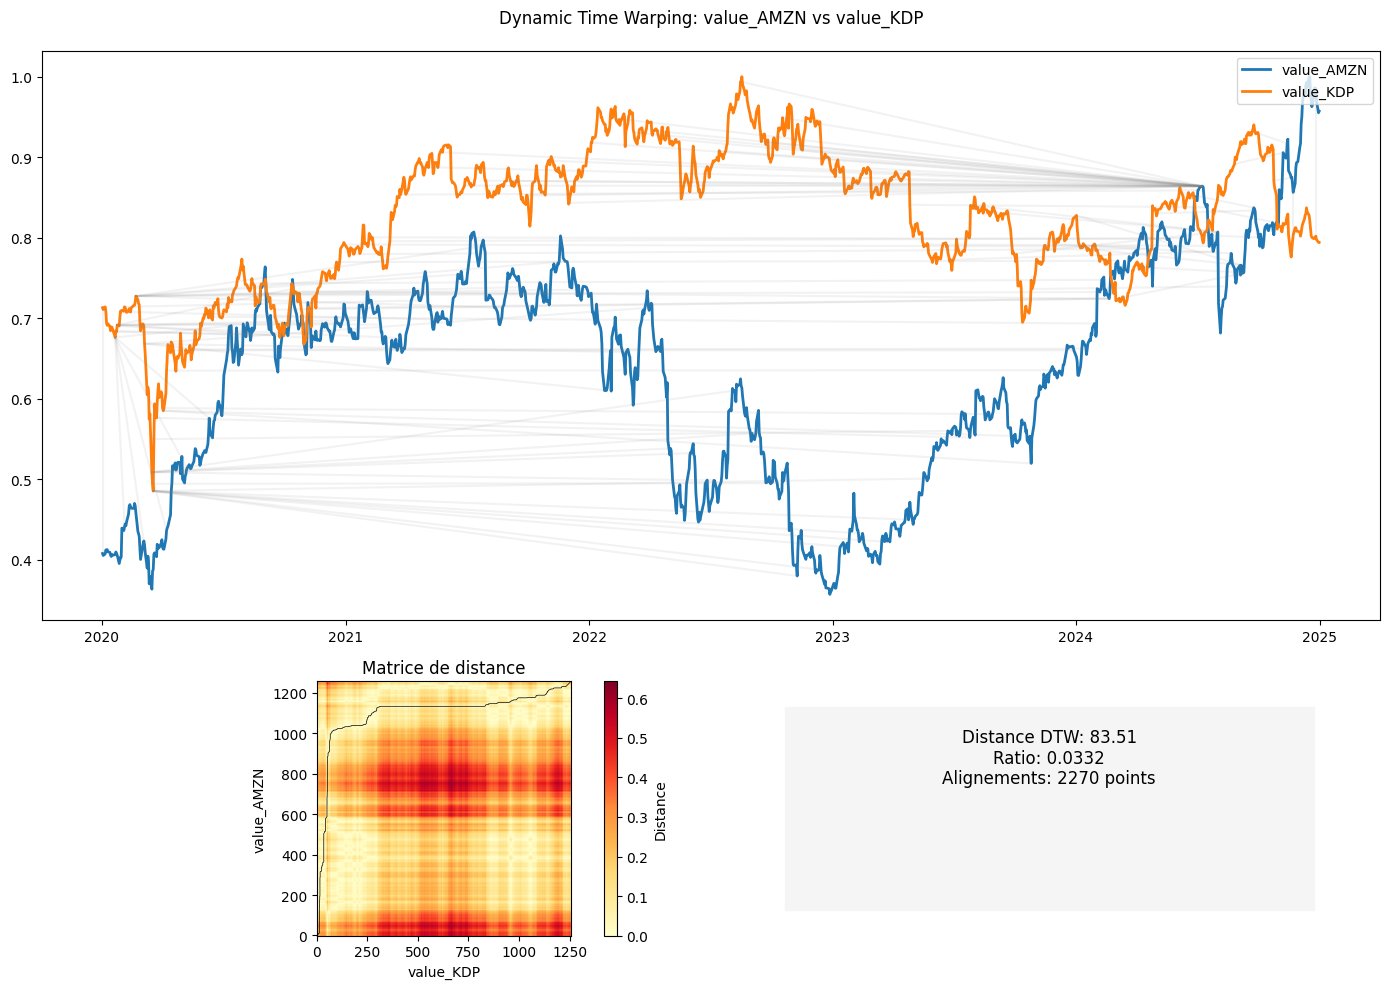 Dynamic Time Warping: value_AMZN vs value_KDP
1.0
0.9
0.8
0.7
0.6
0.5
0.4
value_AMZN
value_KDP
2020 2021 2022 2023 2024 2025
Matrice de distance
1200
1000
800
600
400
200
0
value_AMZN
0 250 500 750 1000 1250
value_KDP
0.6
0.5
0.4
0.3
0.2
0.1
0.0
Distance
Distance DTW: 83.51
Ratio: 0.0332
Alignements: 2270 points